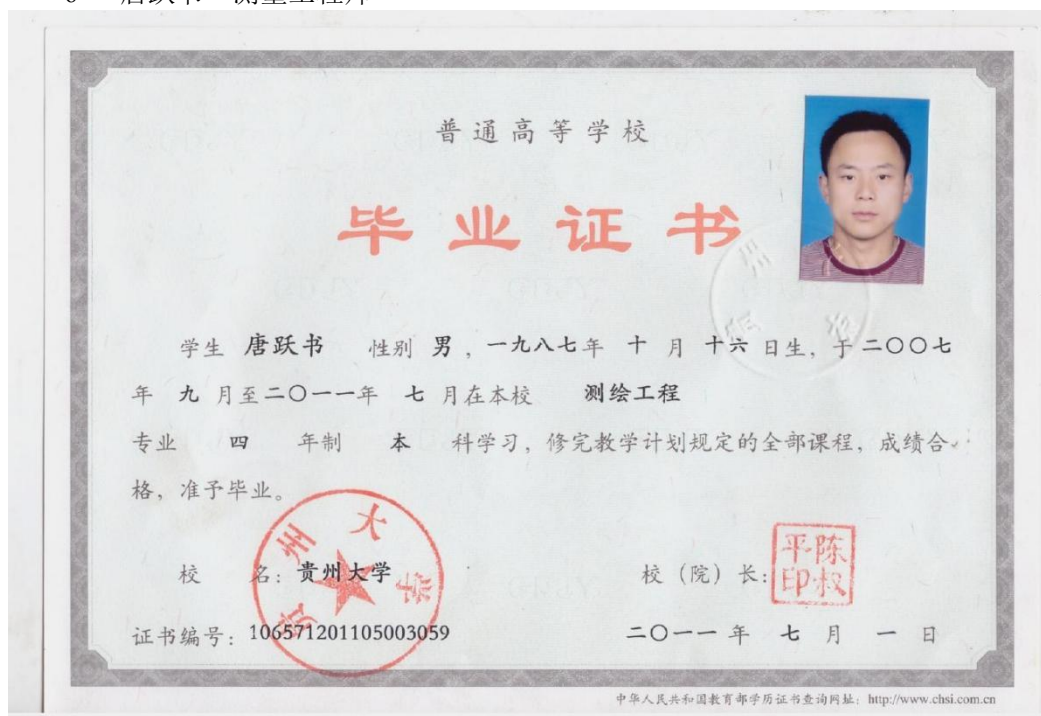 普通高等学校
毕业证书
学生 唐跃书 性别 男，一九八七年 十 月 十六 日生，于二〇〇七
年 九 月至二〇一一年 七 月在本校 测绘工程
专业 四 年制 本 科学习，修完教学计划规定的全部课程，成绩合
格，准予毕业。
校 名：贵州大学
校（院）长：
陈叔平印
贵州大学
证书编号：106571201105003059
二〇一一年 七 月 一 日
中华人民共和国教育部学历证书查询网址：http://www.chsi.com.cn